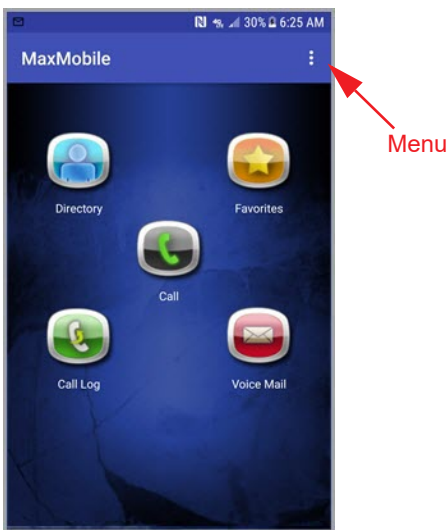 30% 6:25 AM
MaxMobile
Menu
Directory
Favorites
Call
Call Log
Voice Mail